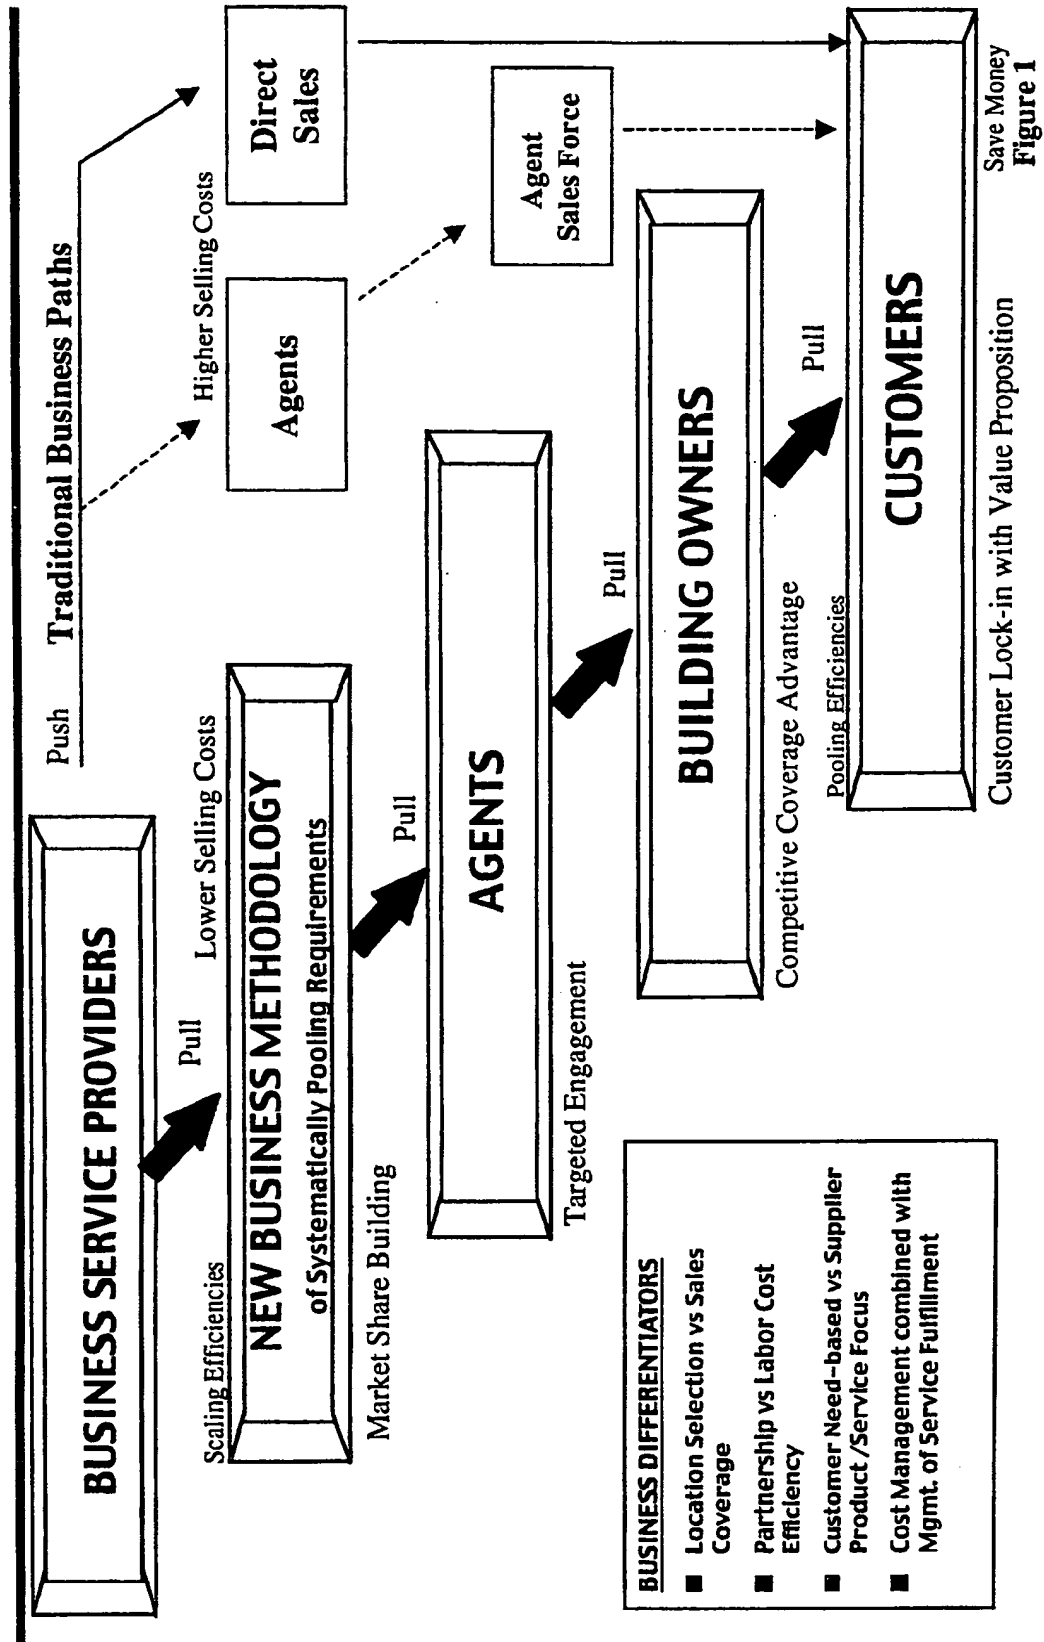 BUSINESS SERVICE PROVIDERS
Push
Traditional Business Paths
Pull
Scaling Efficiencies
Lower Selling Costs
Higher Selling Costs
NEW BUSINESS METHODOLOGY
of Systematically Pooling Requirements
Agents
Direct
Sales
Market Share Building
Pull
AGENTS
Agent
Sales Force
Targeted Engagement
Pull
BUILDING OWNERS
Competitive Coverage Advantage
Pull
Pooling Efficiencies
CUSTOMERS
Customer Lock-in with Value Proposition
Save Money
Figure 1
BUSINESS DIFFERENTIATORS
■ Location Selection vs Sales
Coverage
■ Partnership vs Labor Cost
Efficiency
■ Customer Need-based vs Supplier
Product /Service Focus
■ Cost Management combined with
Mgmt. of Service Fulfillment